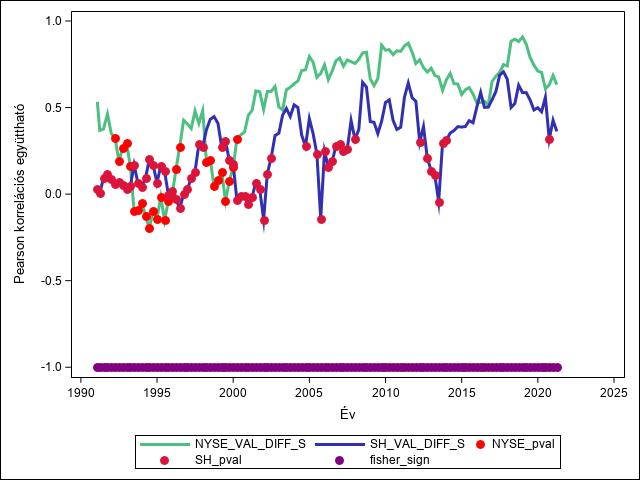 1.0
0.5
0.0
-0.5
-1.0
Pearson korrelációs együttható
1990 1995 2000 2005 2010 2015 2020 2025
Év
NYSE_VAL_DIFF_S SH_VAL_DIFF_S NYSE_pval
SH_pval fisher_sign